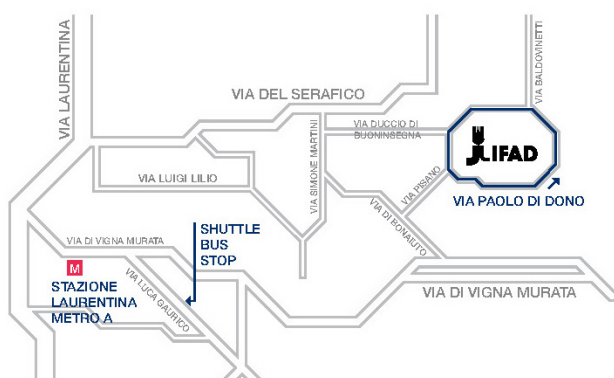 VIA LAURENTINA
VIA DEL SERAFICO
VIA BALDOVINETTI
VIA DUCCIO DI
BUONINSEGNA
IFAD
VIA SIMONE MARTINI
VIA LUIGI LILIO
VIA PISANO
VIA PAOLO DI DONO
VIA DI BONAIUTO
SHUTTLE
BUS
STOP
VIA DI VIGNA MURATA
M
STAZIONE
LAURENTINA
METRO A
VIA LUCA GAURICO
VIA DI VIGNA MURATA